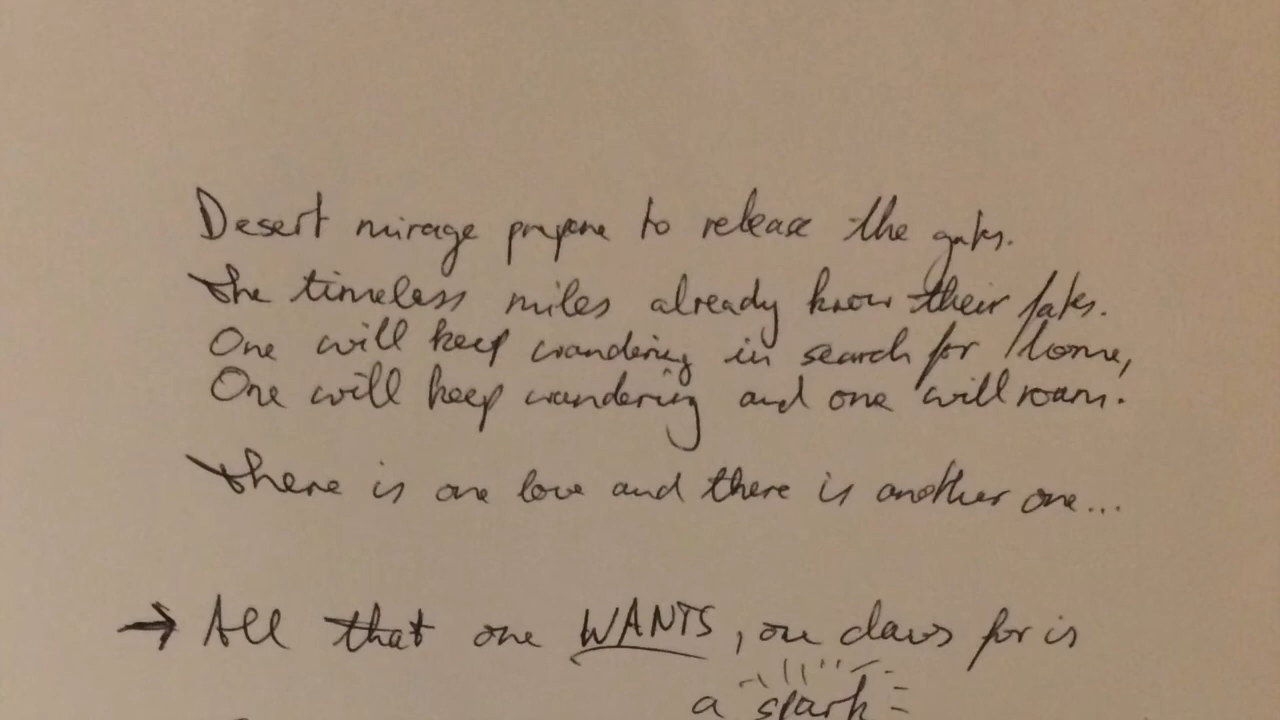 Desert mirage prepare to release the gates.
The timeless miles already know their fates.
One will keep wandering in search for home,
One will keep wandering and one will roam.
There is one love and there is another one...
→ All that one WANTS, one claws for is
a spark